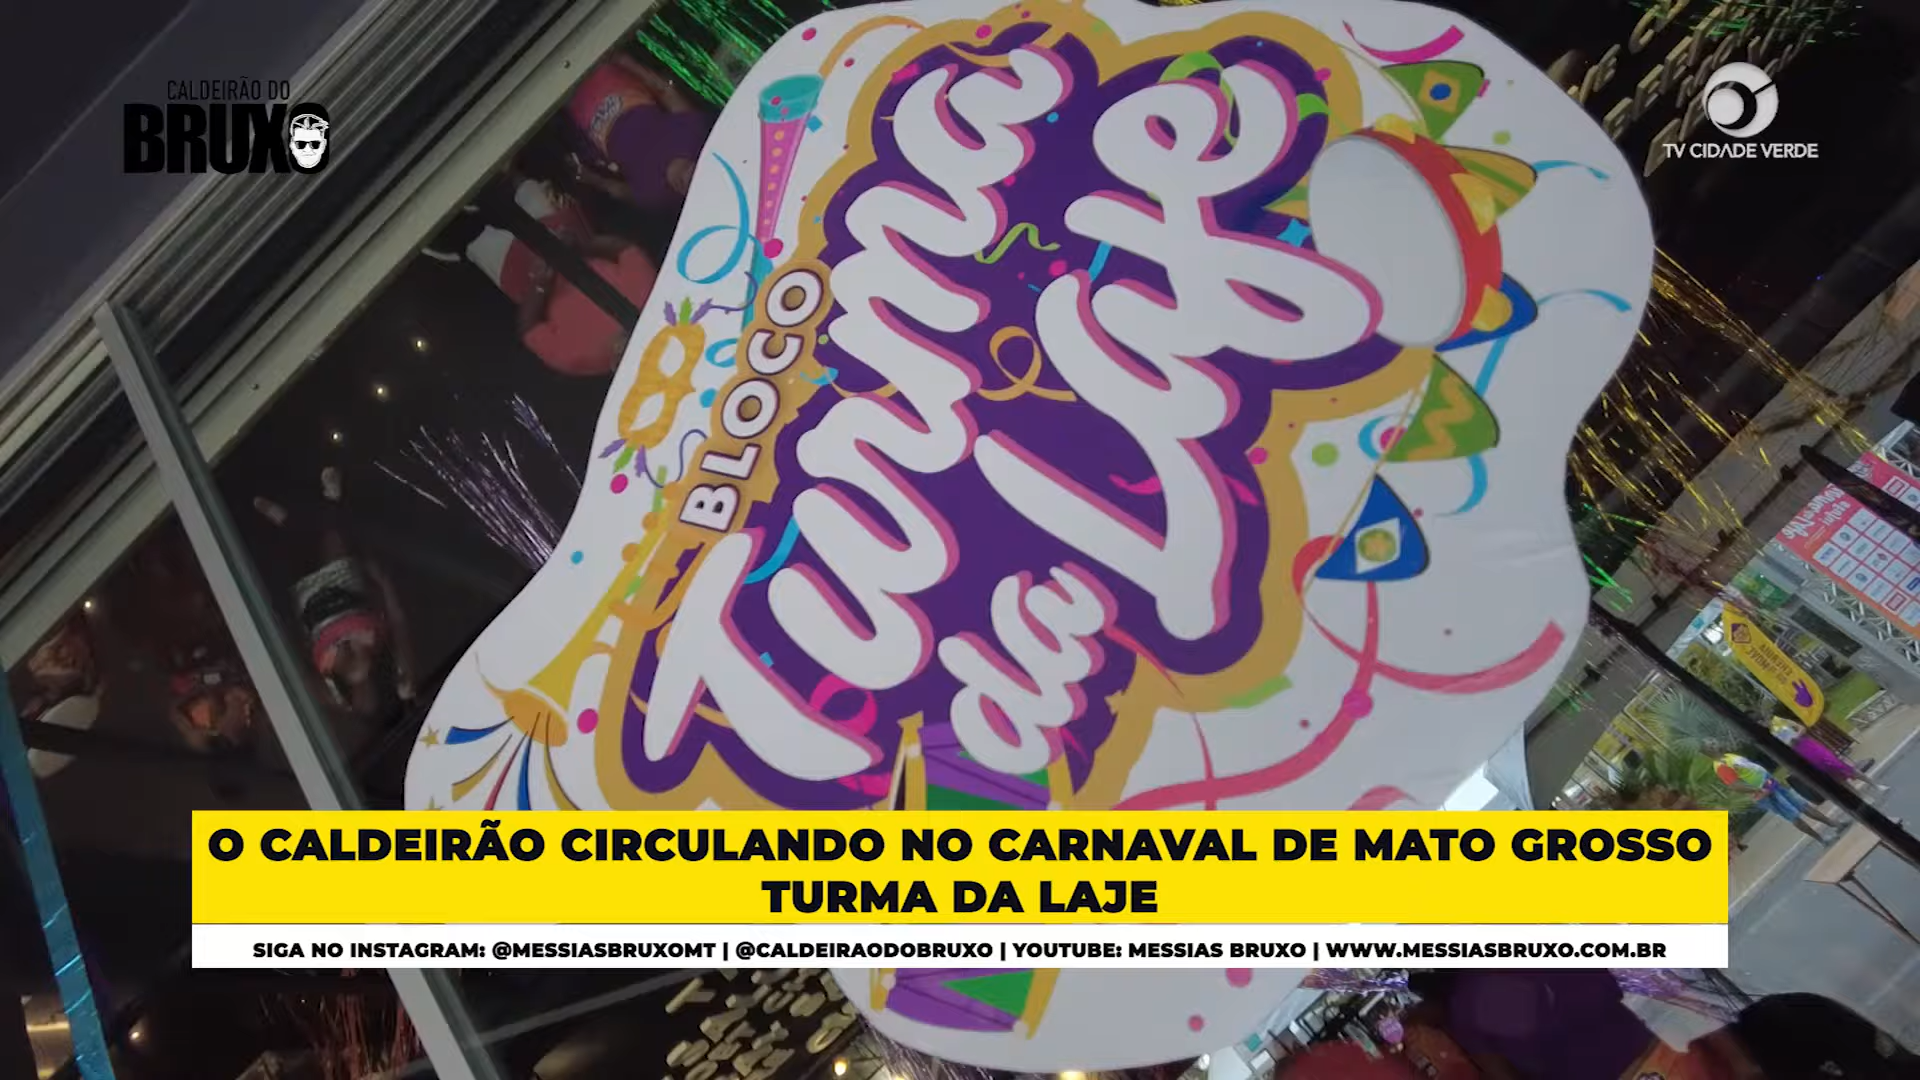 CALDEIRÃO DO
BRUXO
TV CIDADE VERDE
BLOCO
Turma
da
Laje
O CALDEIRÃO CIRCULANDO NO CARNAVAL DE MATO GROSSO
TURMA DA LAJE
SIGA NO INSTAGRAM: @MESSIASBRUXOMT | @CALDEIRAODOBRUXO | YOUTUBE: MESSIAS BRUXO | WWW.MESSIASBRUXO.COM.BR